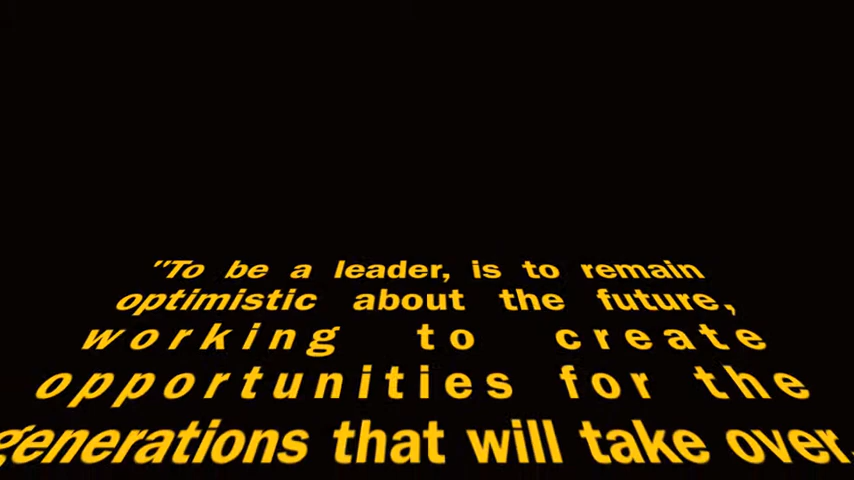 "To be a leader, is to remain
optimistic about the future,
working to create
opportunities for the
generations that will take over.